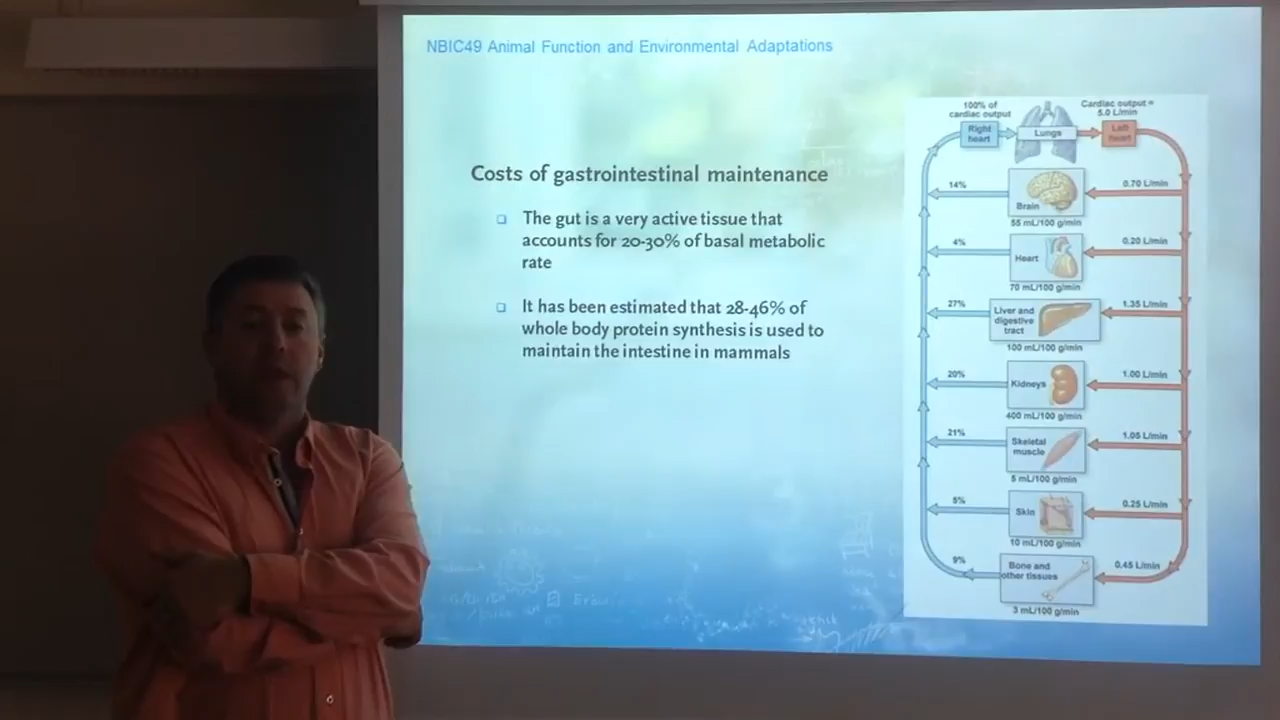 NBIC49 Animal Function and Environmental Adaptations
Costs of gastrointestinal maintenance
The gut is a very active tissue that
accounts for 20-30% of basal metabolic
rate
It has been estimated that 28-46% of
whole body protein synthesis is used to
maintain the intestine in mammals
100% of
cardiac output
Cardiac output =
5.0 L/min
Right
heart
Lungs
Left
heart
14%
Brain
0.70 L/min
55 mL/100 g/min
4%
Heart
0.20 L/min
70 mL/100 g/min
27%
Liver and
digestive
tract
1.35 L/min
100 mL/100 g/min
20%
Kidneys
1.00 L/min
400 mL/100 g/min
21%
Skeletal
muscle
1.05 L/min
5 mL/100 g/min
5%
Skin
0.25 L/min
10 mL/100 g/min
9%
Bone and
other tissues
0.45 L/min
3 mL/100 g/min